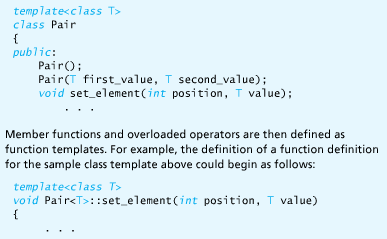 template<class T>
class Pair
{
public:
Pair();
Pair(T first_value, T second_value);
void set_element(int position, T value);
. . .
Member functions and overloaded operators are then defined as
function templates. For example, the definition of a function definition
for the sample class template above could begin as follows:
template<class T>
void Pair<T>::set_element(int position, T value)
{
. . .